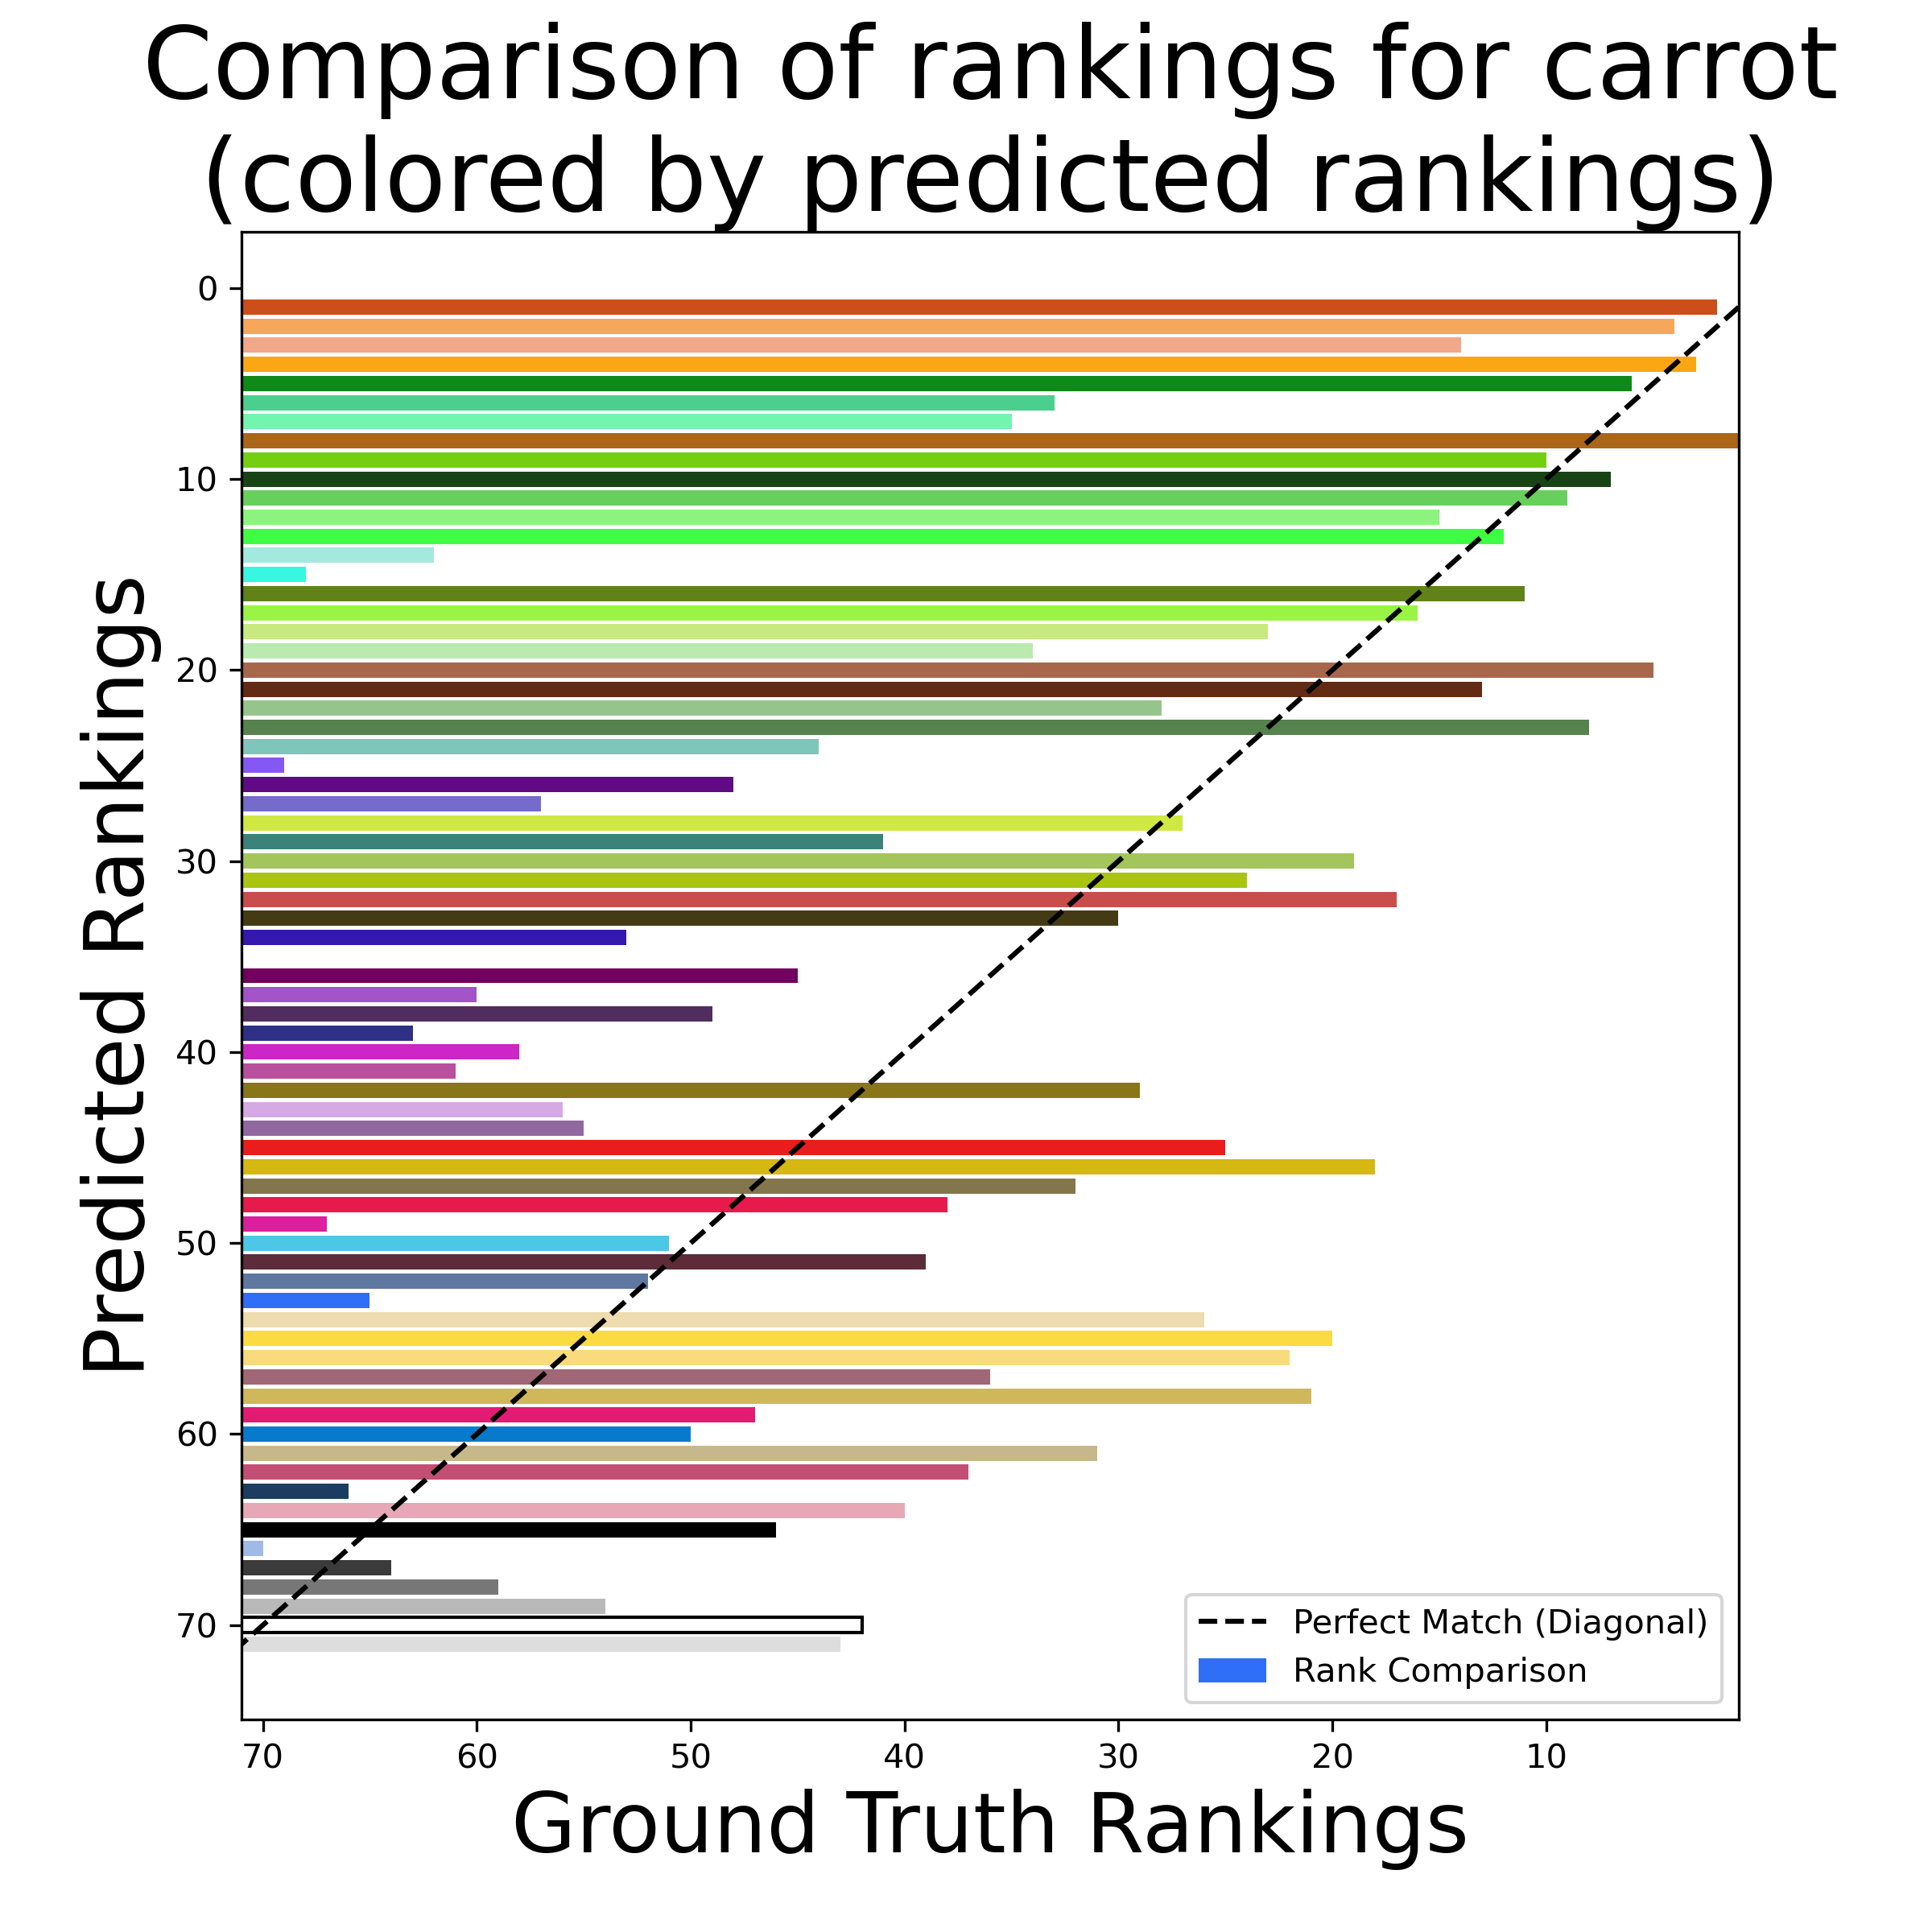 Comparison of rankings for carrot
(colored by predicted rankings)
Predicted Rankings
0
10
20
30
40
50
60
70
70
60
50
40
30
20
10
Ground Truth Rankings
Perfect Match (Diagonal)
Rank Comparison